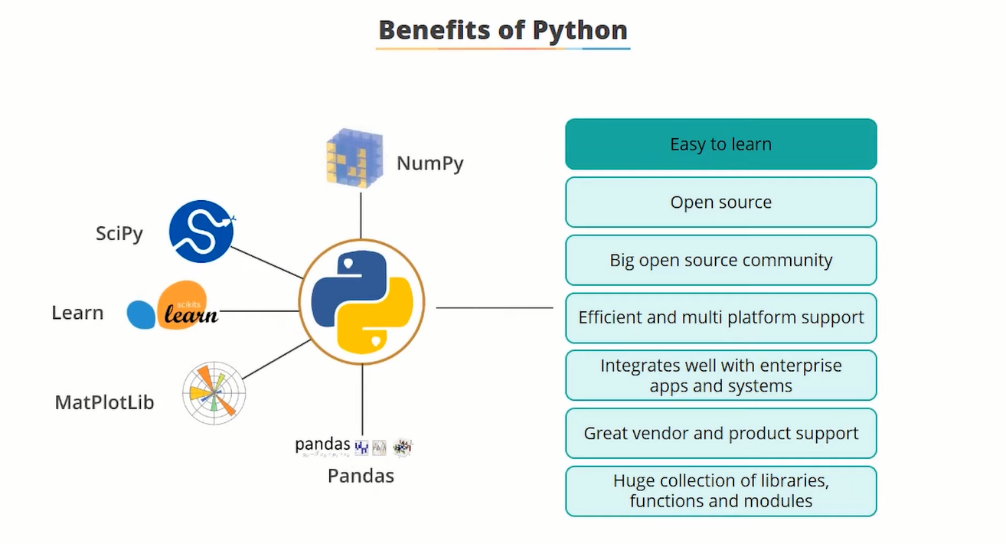 Benefits of Python
NumPy
SciPy
Learn
scikits
learn
MatPlotLib
pandas
Pandas
Easy to learn
Open source
Big open source community
Efficient and multi platform support
Integrates well with enterprise
apps and systems
Great vendor and product support
Huge collection of libraries,
functions and modules